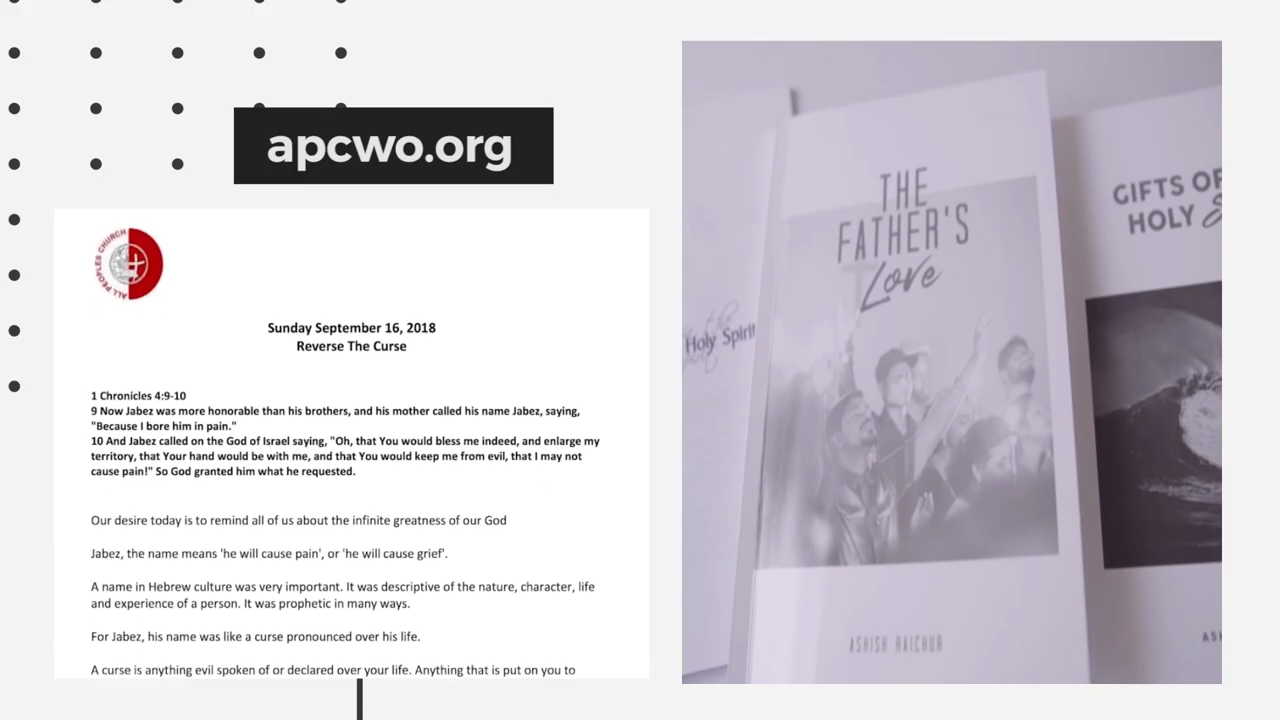 apcwo.org
ALL PEOPLES CHURCH
Sunday September 16, 2018
Reverse The Curse
1 Chronicles 4:9-10
9 Now Jabez was more honorable than his brothers, and his mother called his name Jabez, saying,
"Because I bore him in pain."
10 And Jabez called on the God of Israel saying, "Oh, that You would bless me indeed, and enlarge my
territory, that Your hand would be with me, and that You would keep me from evil, that I may not
cause pain!" So God granted him what he requested.
Our desire today is to remind all of us about the infinite greatness of our God
Jabez, the name means 'he will cause pain', or 'he will cause grief'.
A name in Hebrew culture was very important. It was descriptive of the nature, character, life
and experience of a person. It was prophetic in many ways.
For Jabez, his name was like a curse pronounced over his life.
A curse is anything evil spoken of or declared over your life. Anything that is put on you to
Holy Spirit
THE
FATHER'S
Love
ASHISH RAICHUR
GIFTS OF
HOLY